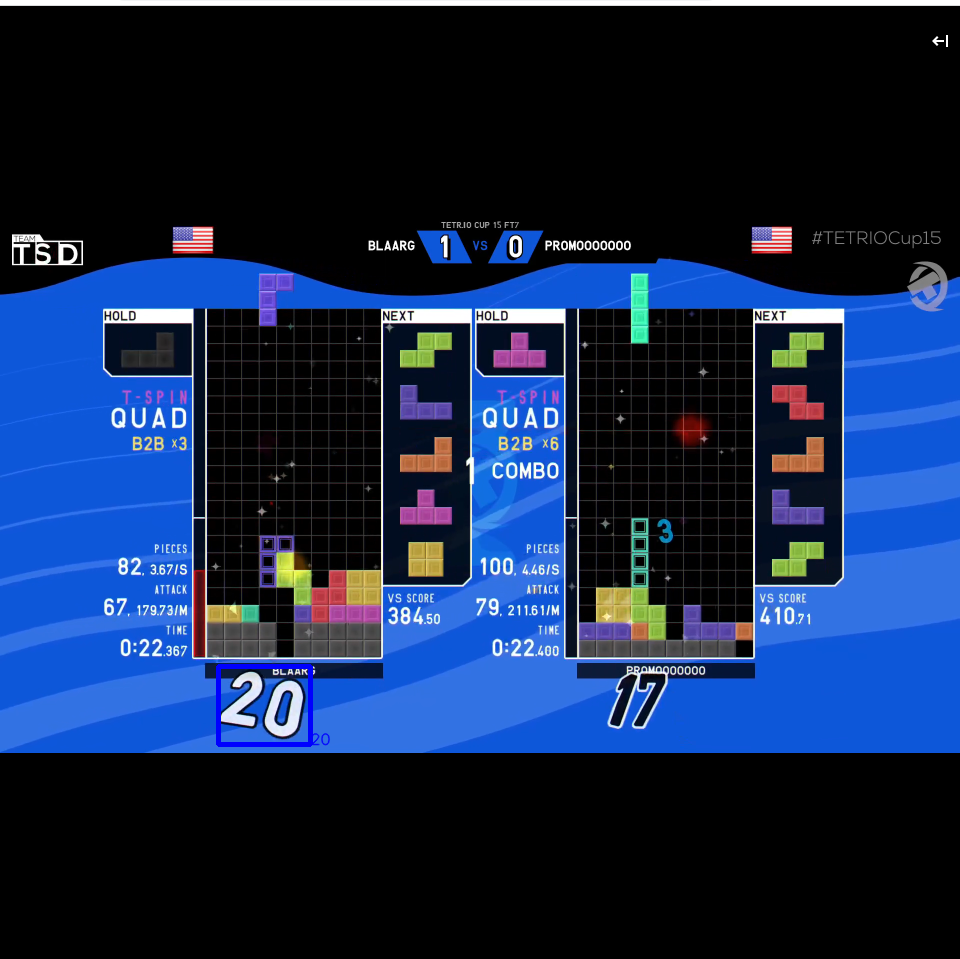 TETR.IO CUP 15 FT7
TEAM
TSD
BLAARG 1 VS 0 PROMOOOOOOO
#TETRIOCup15
HOLD
NEXT
T-SPIN
QUAD
B2B ×3
PIECES
82, 3.67/S
ATTACK
67, 179.73/M
TIME
0:22.367
VS SCORE
384.50
BLAARG
20
20
HOLD
NEXT
T-SPIN
QUAD
B2B ×6
1 COMBO
3
PIECES
100, 4.46/S
ATTACK
79, 211.61/M
TIME
0:22.400
VS SCORE
410.71
PROMOOOOOOO
17